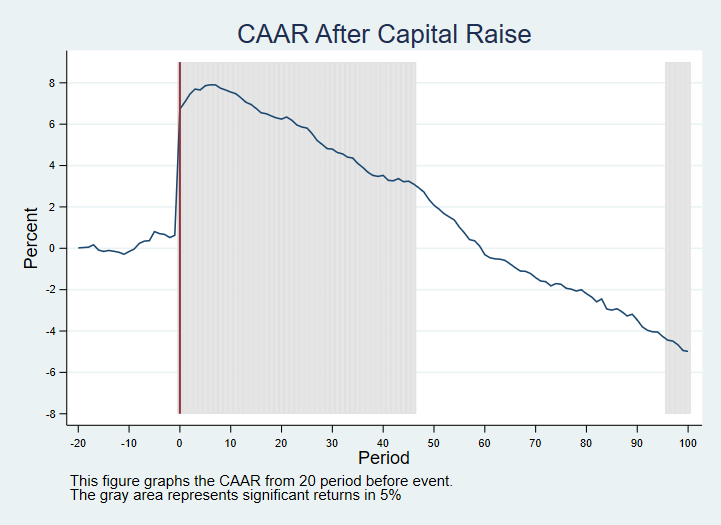 CAAR After Capital Raise
Percent
8
6
4
2
0
-2
-4
-6
-8
-20 -10 0 10 20 30 40 50 60 70 80 90 100
Period
This figure graphs the CAAR from 20 period before event.
The gray area represents significant returns in 5%